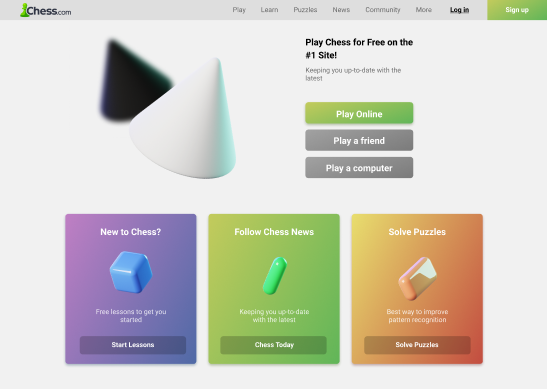 Chess.com
Play Learn Puzzles News Community More Log in Sign up
Play Chess for Free on the
#1 Site!
Keeping you up-to-date with the
latest
Play Online
Play a friend
Play a computer
New to Chess?
Free lessons to get you
started
Start Lessons
Follow Chess News
Keeping you up-to-date
with the latest
Chess Today
Solve Puzzles
Best way to improve
pattern recognition
Solve Puzzles